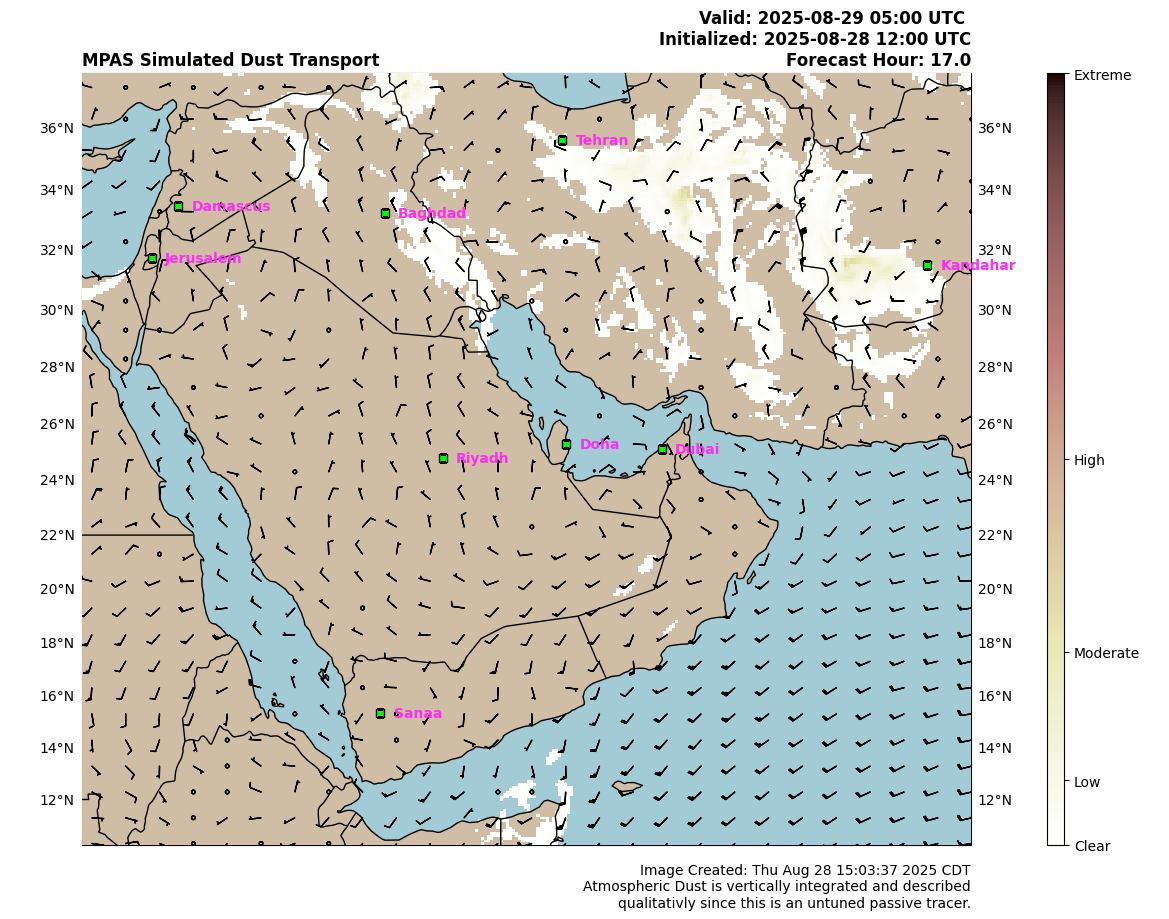 Valid: 2025-08-29 05:00 UTC
Initialized: 2025-08-28 12:00 UTC
MPAS Simulated Dust Transport Forecast Hour: 17.0
Extreme
36°N 36°N
Tehran
34°N 34°N
Damascus
Baghdad
32°N 32°N
Jerusalem
Kandahar
30°N 30°N
28°N 28°N
26°N 26°N
Doha
Dubai
Riyadh
High
24°N 24°N
22°N 22°N
20°N 20°N
18°N 18°N
Moderate
16°N 16°N
Sanaa
14°N 14°N
Low
12°N 12°N
Clear
Image Created: Thu Aug 28 15:03:37 2025 CDT
Atmospheric Dust is vertically integrated and described
qualitativly since this is an untuned passive tracer.